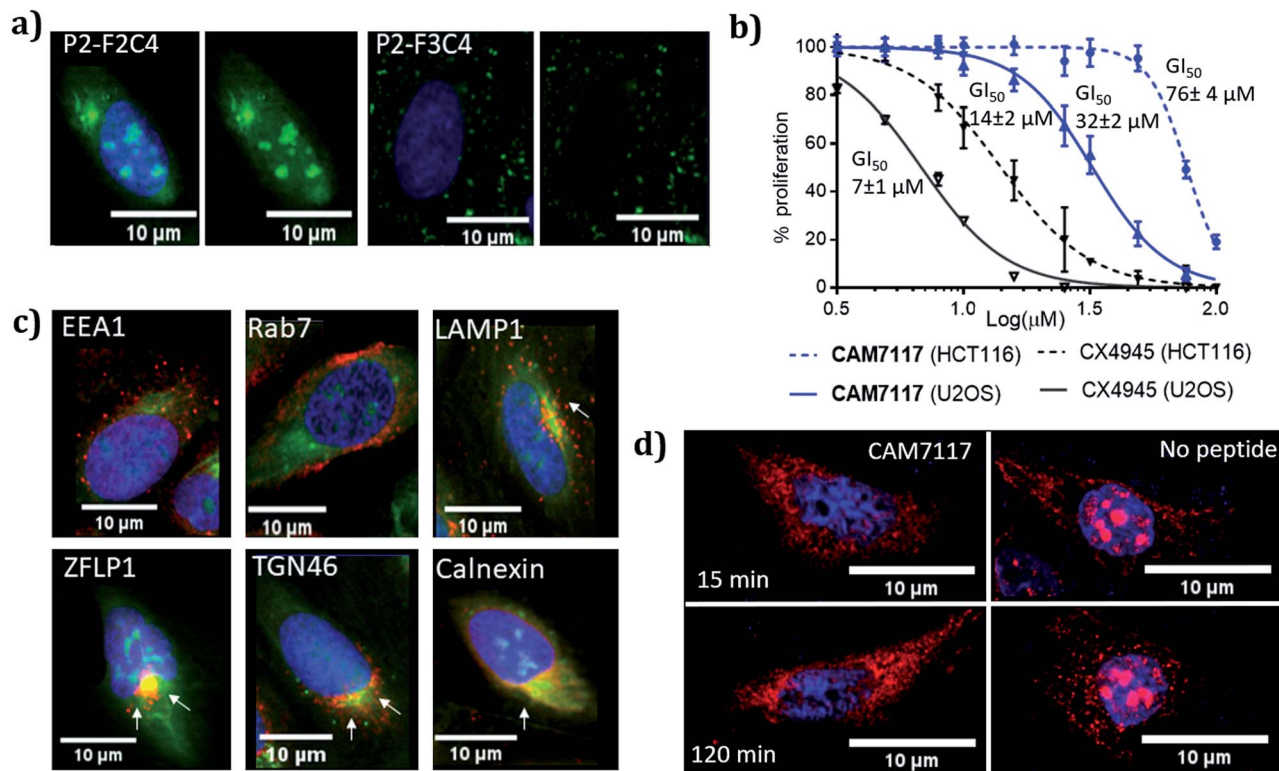 a)
P2-F2C4
P2-F3C4
10 µm
10 µm
10 µm
10 µm
b)
% proliferation
100
80
60
40
20
0
GI50
76± 4 µM
GI50
14±2 µM
GI50
32±2 µM
GI50
7±1 µM
0.5 1.0 1.5 2.0
Log(µM)
CAM7117 (HCT116) CX4945 (HCT116)
CAM7117 (U2OS) CX4945 (U2OS)
c)
EEA1
Rab7
LAMP1
10 µm
10 µm
10 µm
ZFLP1
TGN46
Calnexin
10 µm
10 µm
10 µm
d)
CAM7117
No peptide
15 min
10 µm
10 µm
120 min
10 µm
10 µm